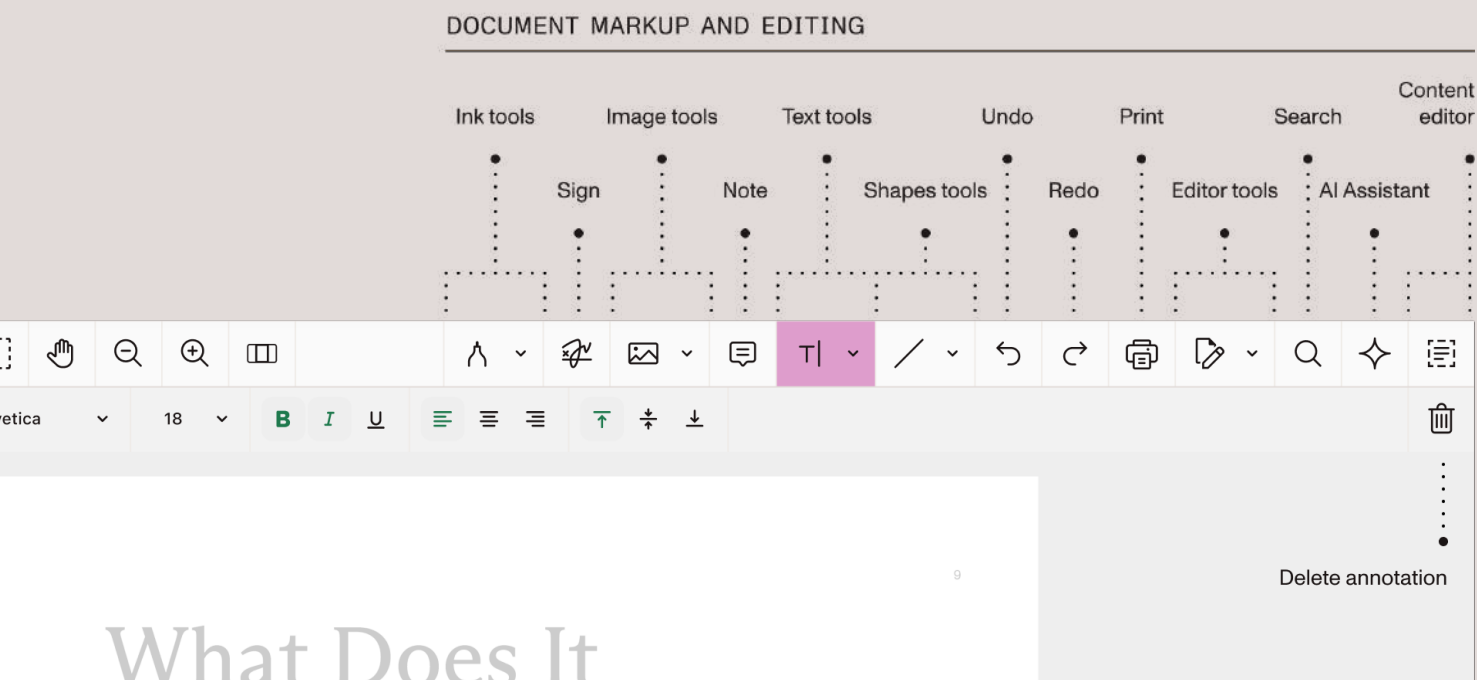 DOCUMENT MARKUP AND EDITING
Content
Ink tools Image tools Text tools Undo Print Search editor
Sign Note Shapes tools Redo Editor tools AI Assistant
T|
etica 18 B I U
9
Delete annotation
What Does It